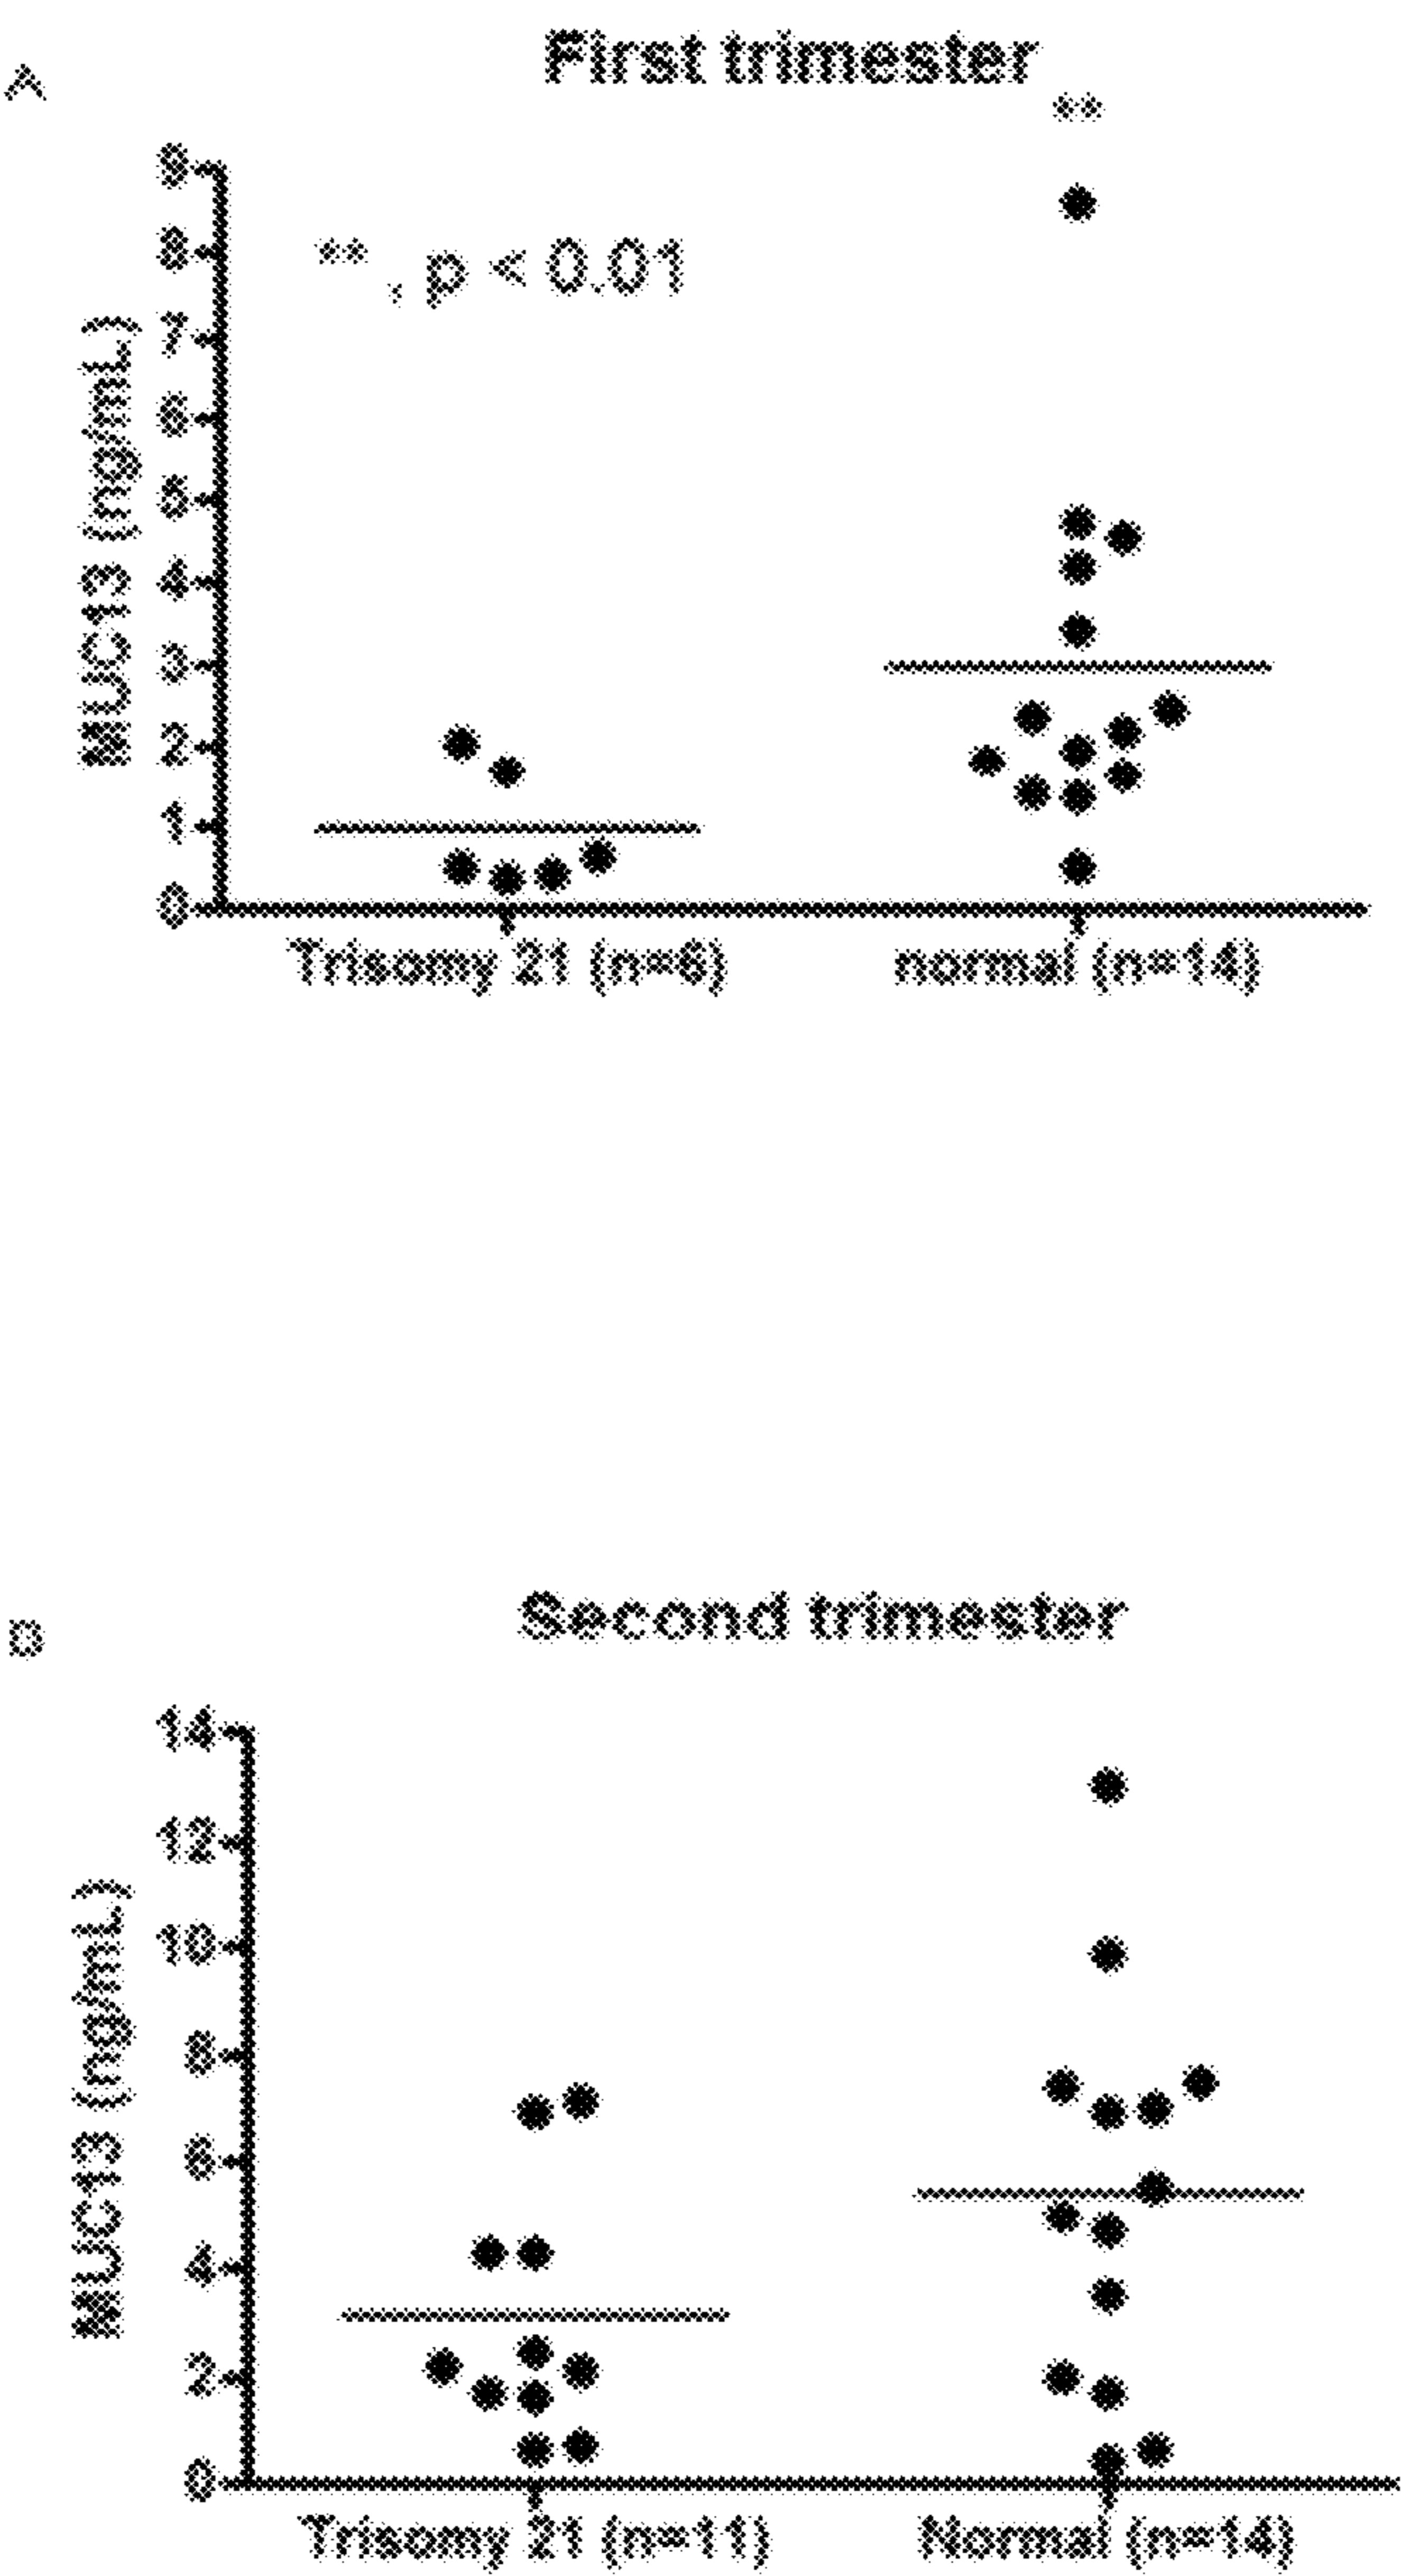 A
First trimester
**
9
8
7
6
5
4
3
2
1
0
MUC13 (ng/mL)
**, p < 0.01
Trisomy 21 (n=6)
normal (n=14)
B
Second trimester
14
12
10
8
6
4
2
0
MUC13 (ng/mL)
Trisomy 21 (n=11)
Normal (n=14)